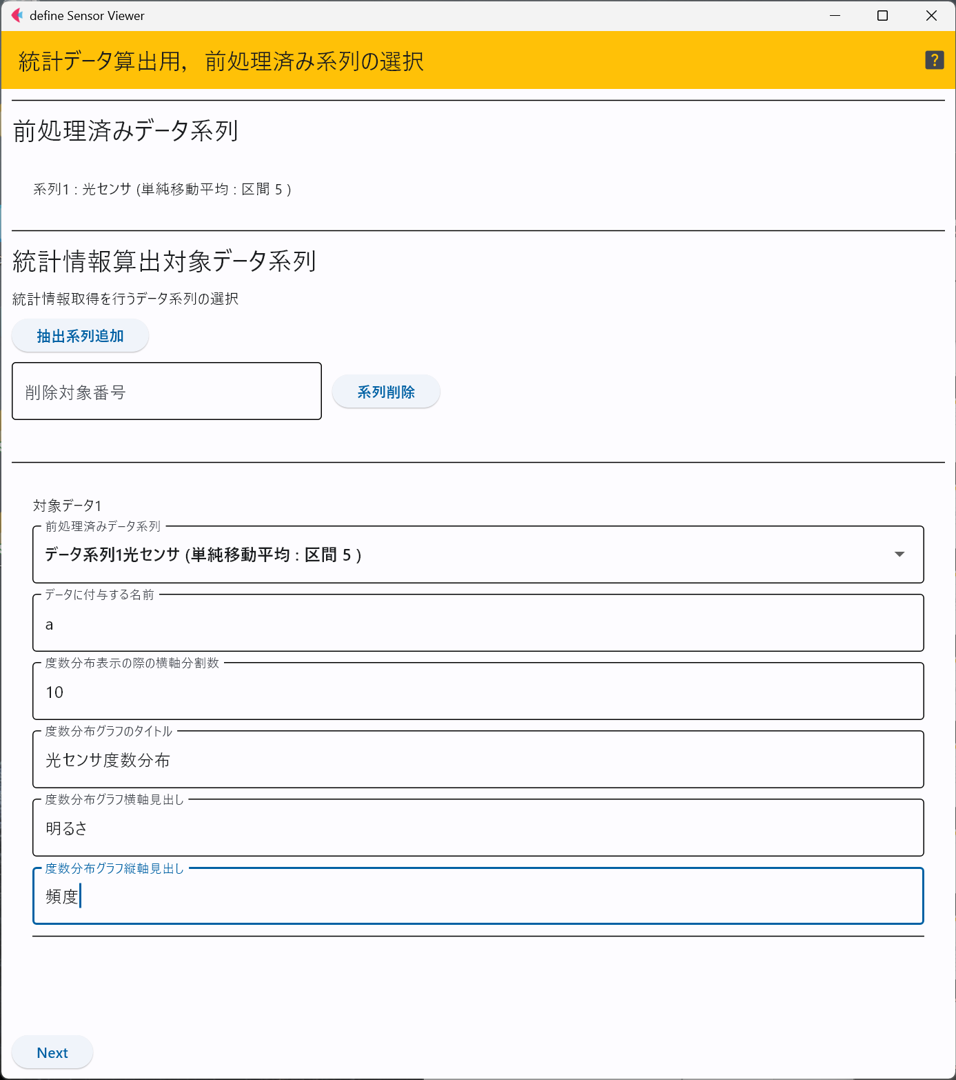 define Sensor Viewer
統計データ算出用，前処理済み系列の選択
?
前処理済みデータ系列
系列1 : 光センサ (単純移動平均 : 区間 5 )
統計情報算出対象データ系列
統計情報取得を行うデータ系列の選択
抽出系列追加
削除対象番号
系列削除
対象データ1
前処理済みデータ系列
データ系列1光センサ (単純移動平均 : 区間 5 )
データに付与する名前
a
度数分布表示の際の横軸分割数
10
度数分布グラフのタイトル
光センサ度数分布
度数分布グラフ横軸見出し
明るさ
度数分布グラフ縦軸見出し
頻度
Next